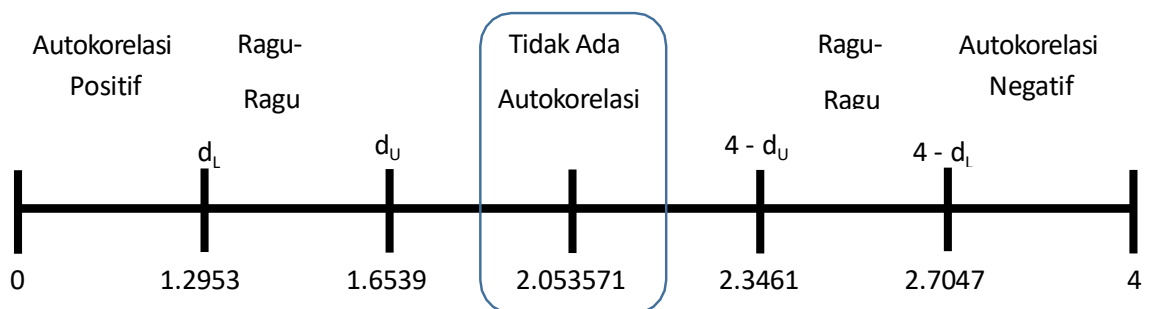 Autokorelasi
Positif
Ragu-
Ragu
Tidak Ada
Autokorelasi
Ragu-
Ragu
Autokorelasi
Negatif
dL
dU
4 - dU
4 - dL
0
1.2953
1.6539
2.053571
2.3461
2.7047
4